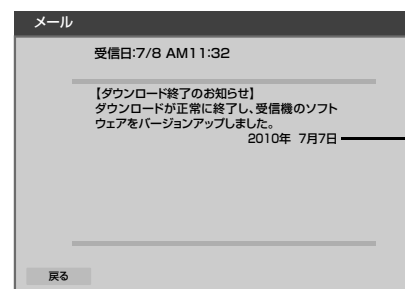 メール
受信日:7/8 AM11:32
【ダウンロード終了のお知らせ】
ダウンロードが正常に終了し、受信機のソフト
ウェアをバージョンアップしました。
2010年 7月7日
戻る